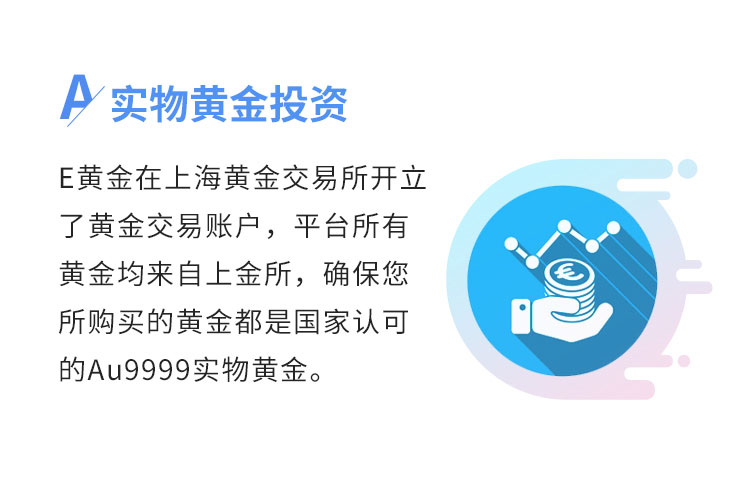 A 实物黄金投资
E黄金在上海黄金交易所开立
了黄金交易账户，平台所有
黄金均来自上金所，确保您
所购买的黄金都是国家认可
的Au9999实物黄金。
€